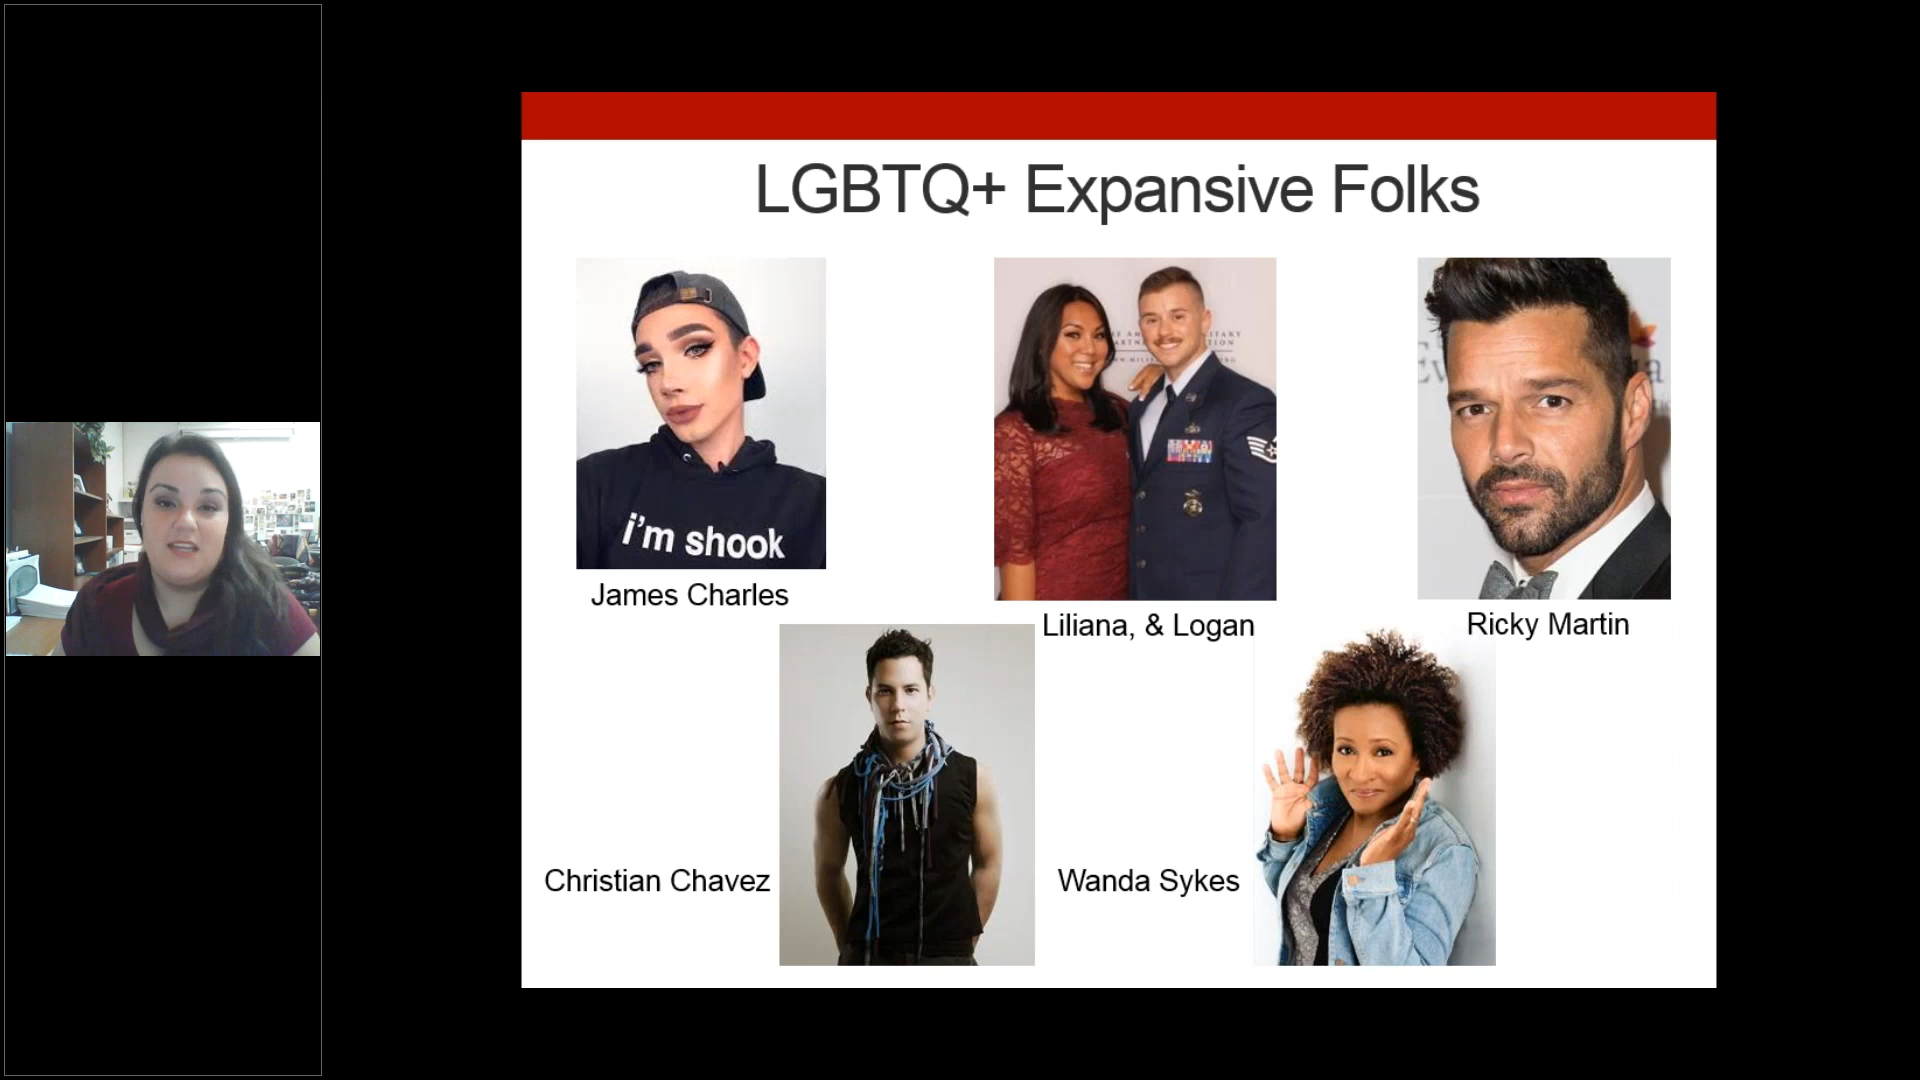 LGBTQ+ Expansive Folks
i'm shook
James Charles
Liliana, & Logan
Ricky Martin
Christian Chavez
Wanda Sykes